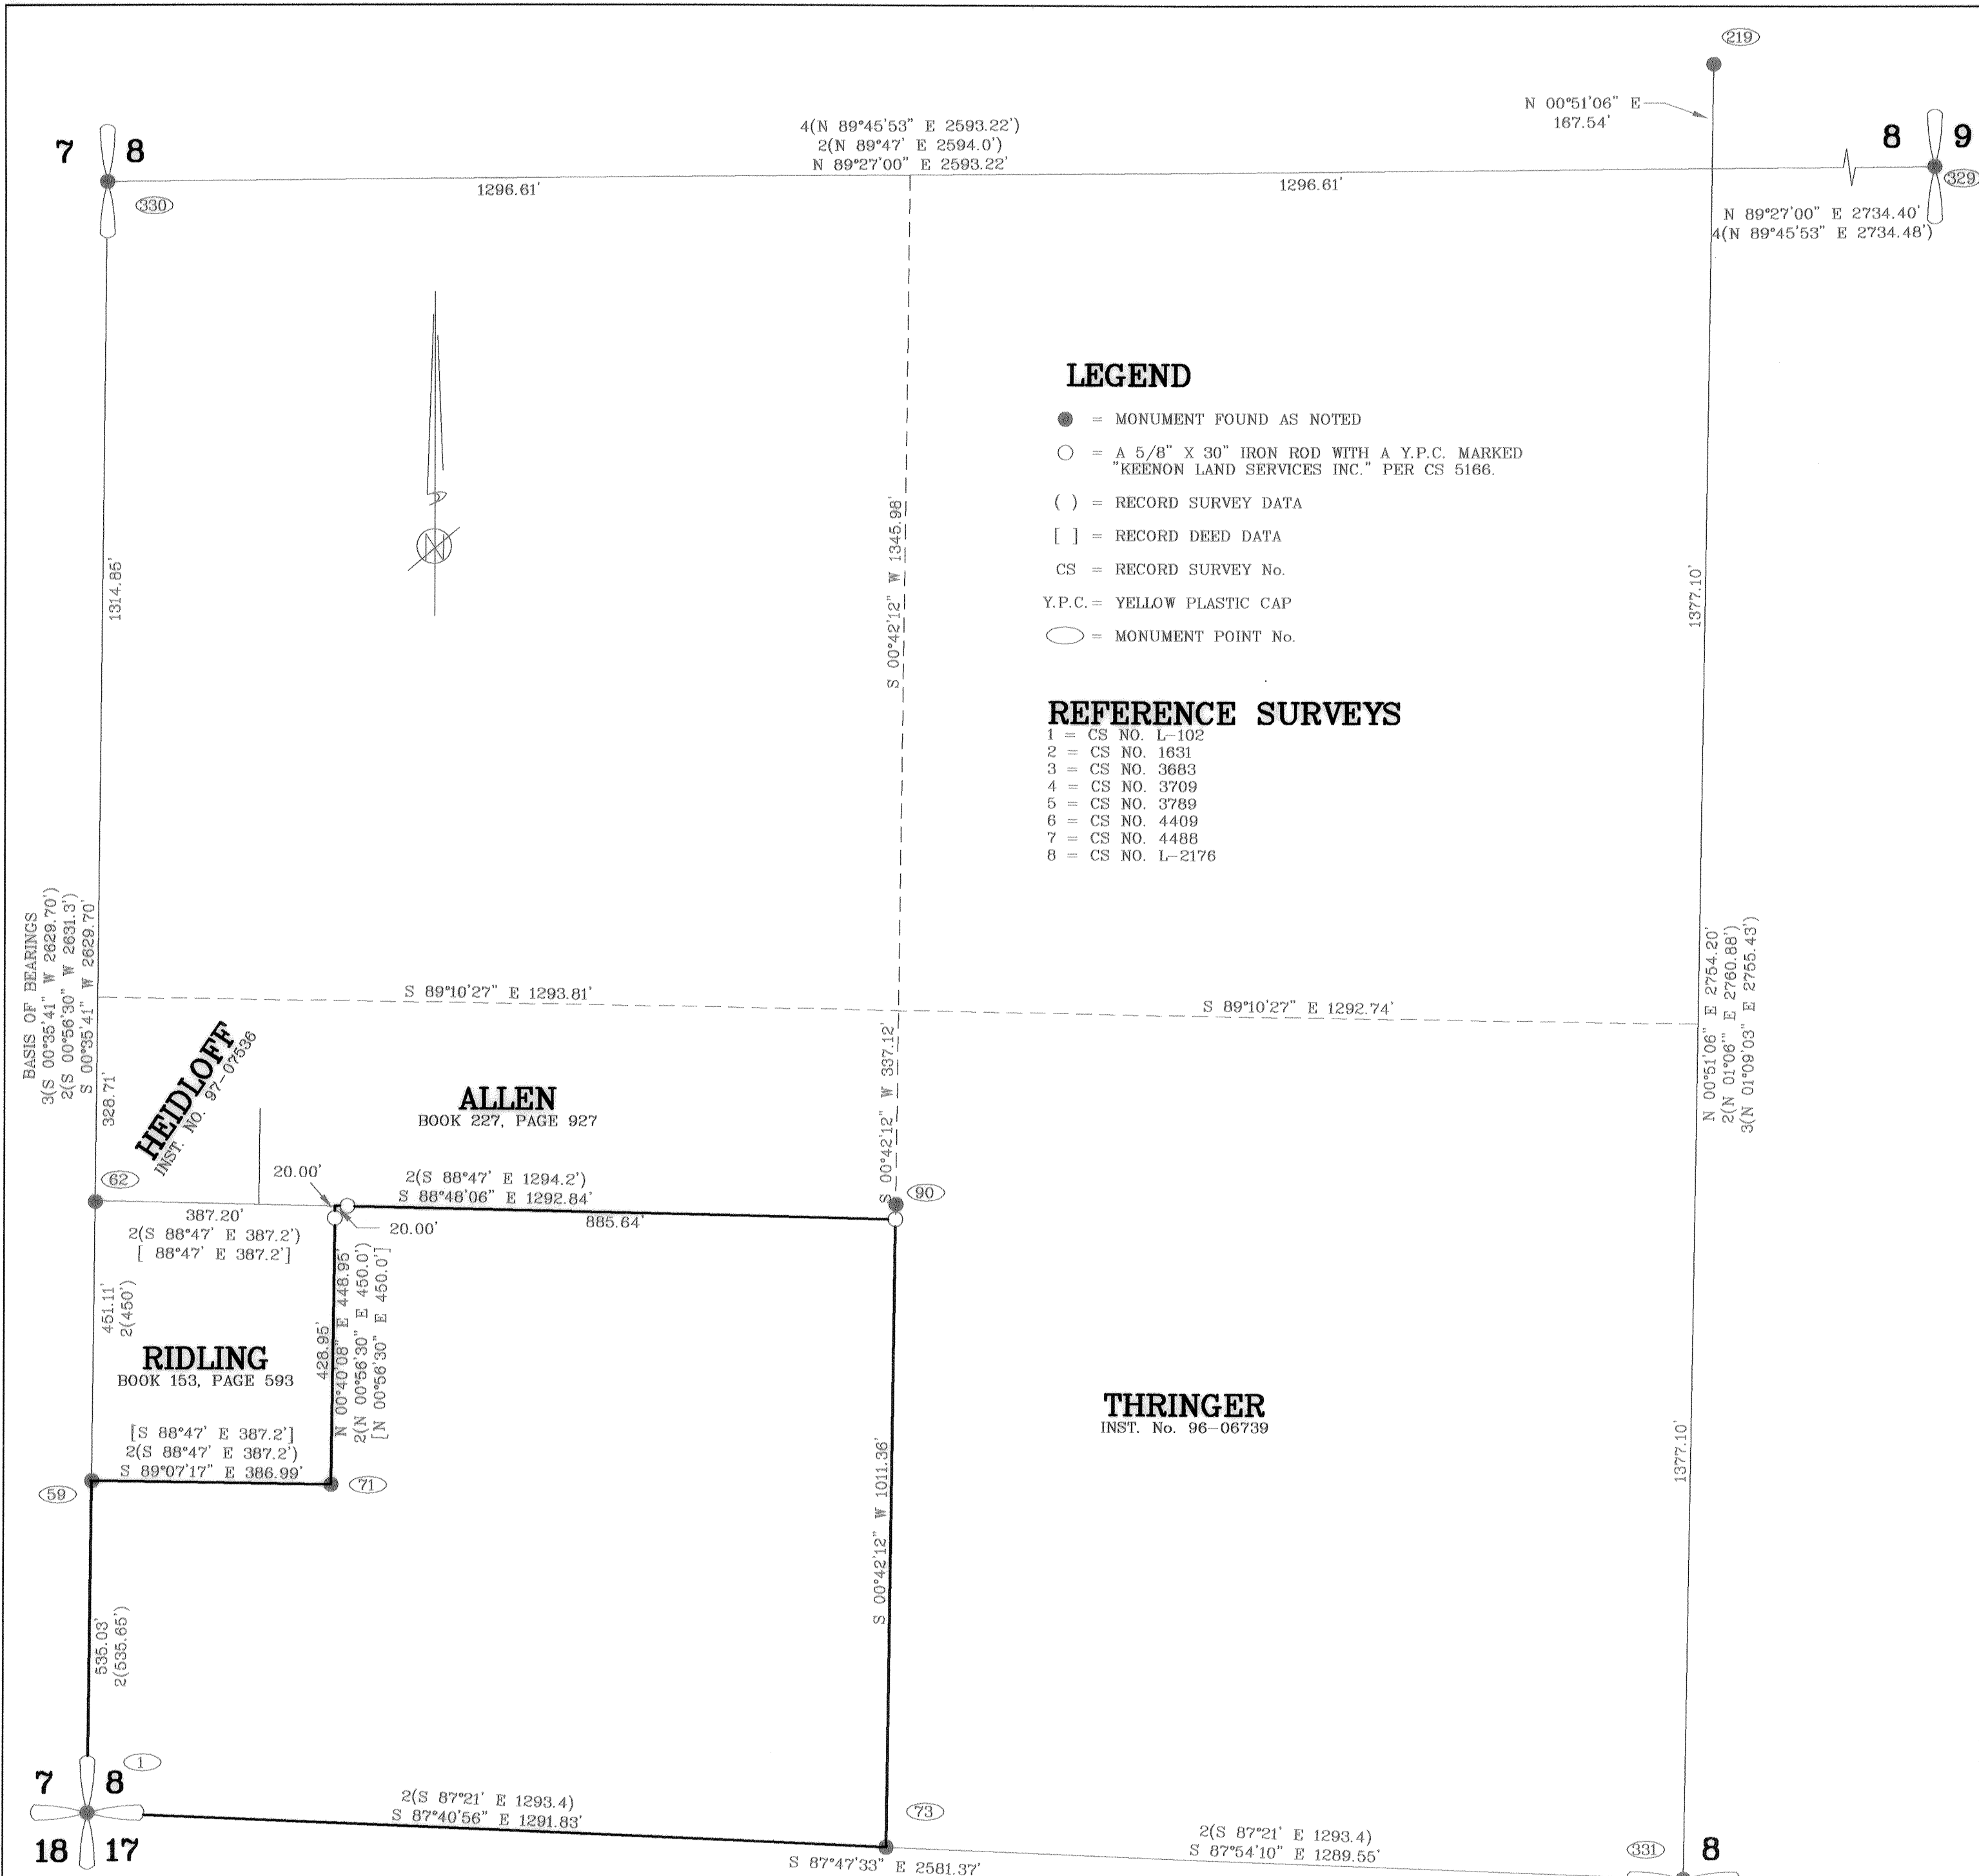 219
N 00°51'06" E
167.54'
4(N 89°45'53" E 2593.22')
2(N 89°47' E 2594.0')
N 89°27'00" E 2593.22'
7 8
8 9
1296.61'
1296.61'
330
329
N 89°27'00" E 2734.40'
4(N 89°45'53" E 2734.48')
N
LEGEND
= MONUMENT FOUND AS NOTED
= A 5/8" X 30" IRON ROD WITH A Y.P.C. MARKED
"KEENON LAND SERVICES INC." PER CS 5166.
( ) = RECORD SURVEY DATA
[ ] = RECORD DEED DATA
CS = RECORD SURVEY No.
Y.P.C.= YELLOW PLASTIC CAP
= MONUMENT POINT No.
1314.85'
S 00°42'12" W 1345.98'
1377.10'
REFERENCE SURVEYS
1 = CS NO. L-102
2 = CS NO. 1631
3 = CS NO. 3683
4 = CS NO. 3709
5 = CS NO. 3789
6 = CS NO. 4409
7 = CS NO. 4488
8 = CS NO. L-2176
BASIS OF BEARINGS
3(S 00°35'41" W 2629.70')
2(S 00°56'30" W 2631.3')
S 00°35'41" W 2629.70'
S 89°10'27" E 1293.81'
S 89°10'27" E 1292.74'
N 00°51'06" E 2754.20'
2(N 01°06'" E 2760.88')
3(N 01°09'03" E 2755.43')
328.71'
HEIDLOFF
INST. NO. 97-07536
ALLEN
BOOK 227, PAGE 927
S 00°42'12" W 337.12'
62
20.00'
2(S 88°47' E 1294.2')
S 88°48'06" E 1292.84'
90
387.20'
2(S 88°47' E 387.2')
[ 88°47' E 387.2']
20.00'
885.64'
451.11'
2(450')
428.95'
N 00°40'08" E 448.95'
2(N 00°56'30" E 450.0')
[N 00°56'30" E 450.0']
RIDLING
BOOK 153, PAGE 593
THRINGER
INST. No. 96-06739
[S 88°47' E 387.2']
2(S 88°47' E 387.2')
S 89°07'17" E 386.99'
59
71
S 00°42'12" W 1011.36'
1377.10'
535.03'
2(535.65')
1
7 8
18 17
2(S 87°21' E 1293.4)
S 87°40'56" E 1291.83'
73
2(S 87°21' E 1293.4)
S 87°54'10" E 1289.55'
331
8
S 87°47'33" E 2581.37'